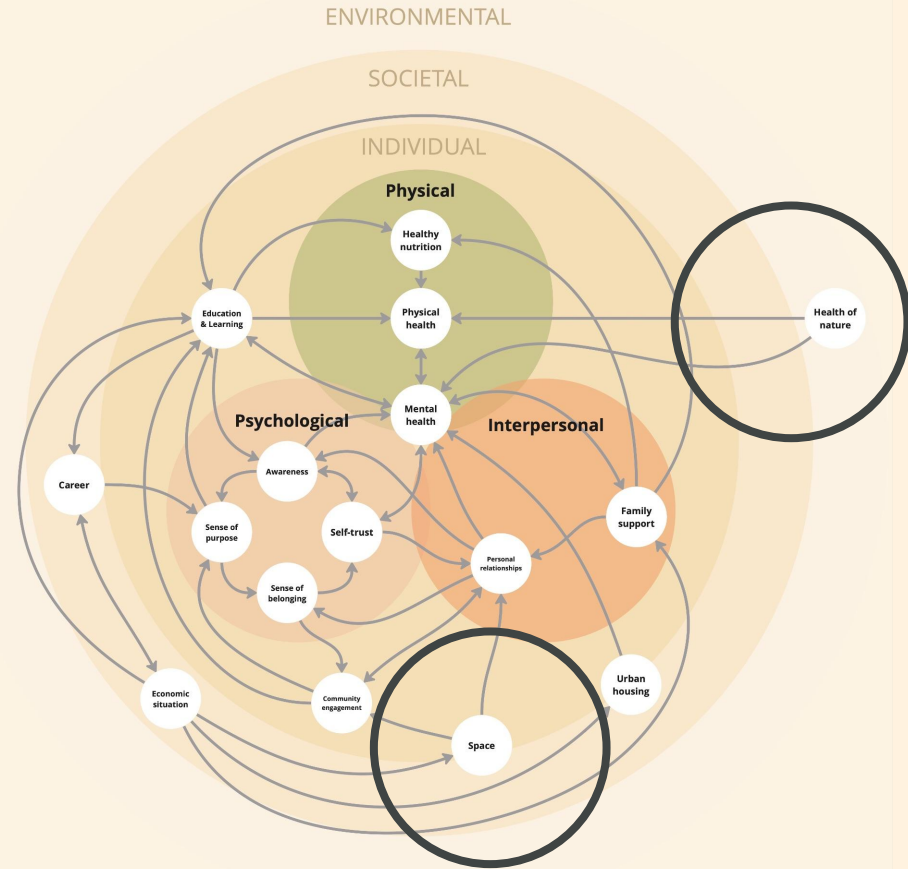 ENVIRONMENTAL
SOCIETAL
INDIVIDUAL
Physical
Healthy
nutrition
Physical
health
Education
& Learning
Health of
nature
Mental
health
Psychological
Interpersonal
Awareness
Career
Sense of
purpose
Self-trust
Family
support
Personal
relationships
Sense of
belonging
Urban
housing
Economic
situation
Community
engagement
Space